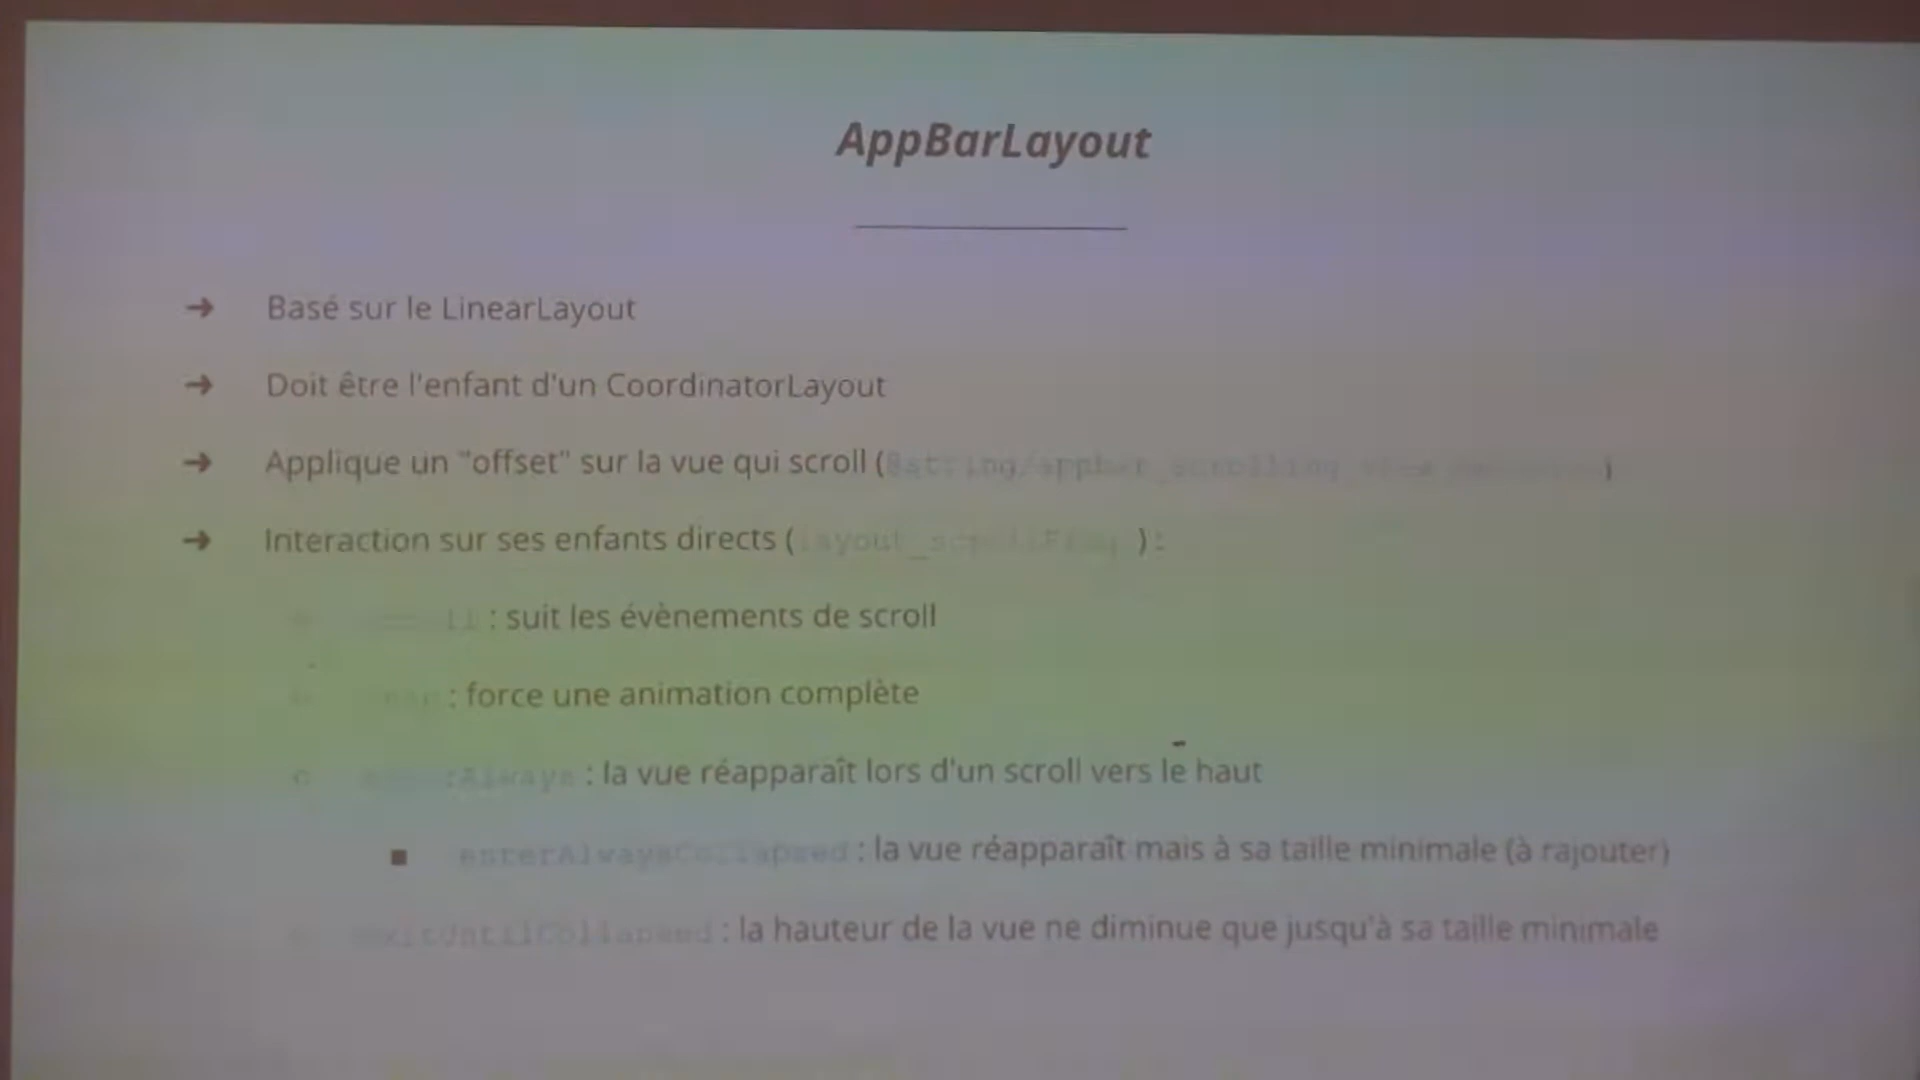 AppBarLayout
➔ Basé sur le LinearLayout
➔ Doit être l'enfant d'un CoordinatorLayout
➔ Applique un "offset" sur la vue qui scroll (
➔ Interaction sur ses enfants directs ( ):
: suit les évènements de scroll
: force une animation complète
: la vue réapparaît lors d'un scroll vers le haut
■ enterAlwaysCollapsed : la vue réapparaît mais à sa taille minimale (à rajouter)
exitUntilCollapsed : la hauteur de la vue ne diminue que jusqu'à sa taille minimale